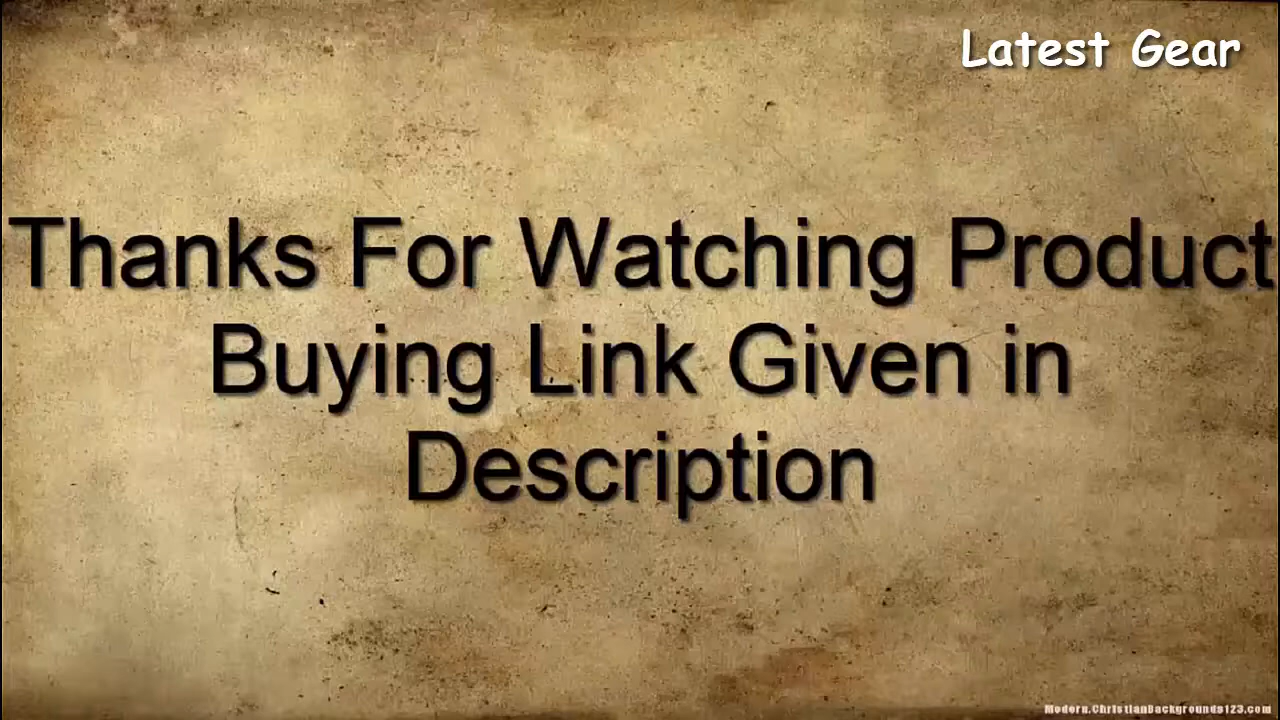 Latest Gear
Thanks For Watching Product
Buying Link Given in
Description
Modern.ChristianBackgrounds123.com